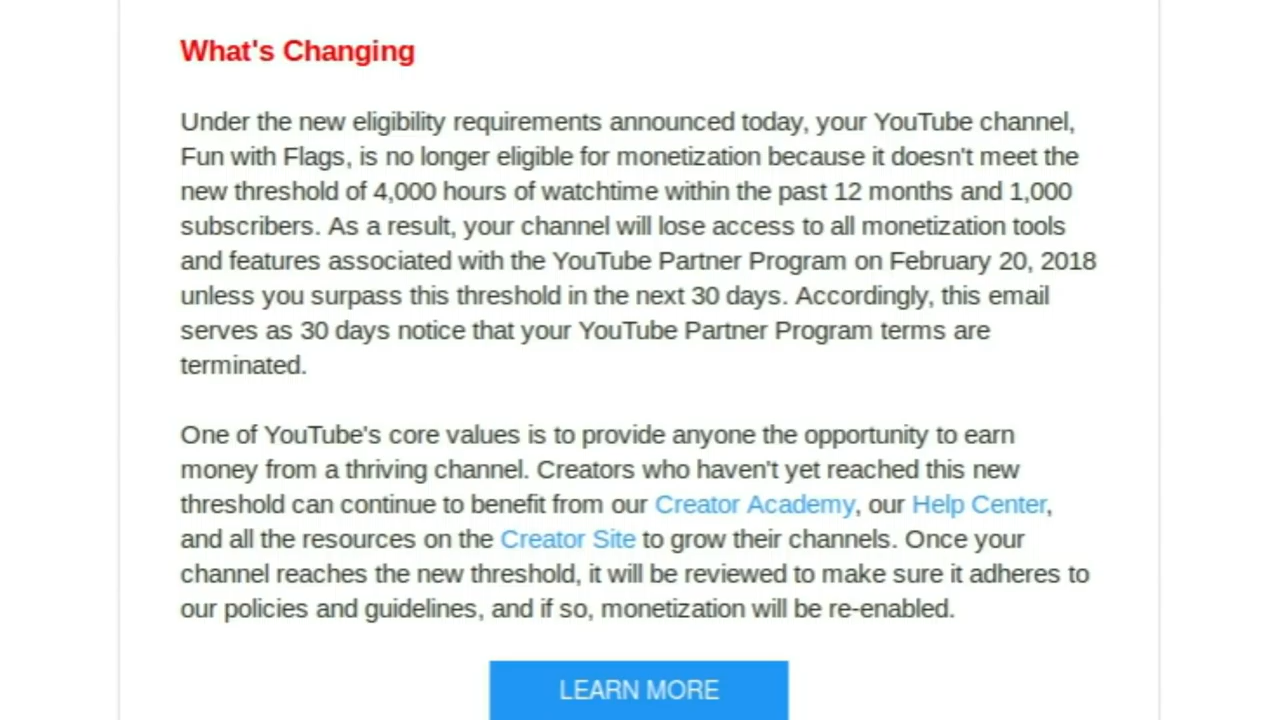 What's Changing
Under the new eligibility requirements announced today, your YouTube channel,
Fun with Flags, is no longer eligible for monetization because it doesn't meet the
new threshold of 4,000 hours of watchtime within the past 12 months and 1,000
subscribers. As a result, your channel will lose access to all monetization tools
and features associated with the YouTube Partner Program on February 20, 2018
unless you surpass this threshold in the next 30 days. Accordingly, this email
serves as 30 days notice that your YouTube Partner Program terms are
terminated.
One of YouTube's core values is to provide anyone the opportunity to earn
money from a thriving channel. Creators who haven't yet reached this new
threshold can continue to benefit from our Creator Academy, our Help Center,
and all the resources on the Creator Site to grow their channels. Once your
channel reaches the new threshold, it will be reviewed to make sure it adheres to
our policies and guidelines, and if so, monetization will be re-enabled.
LEARN MORE